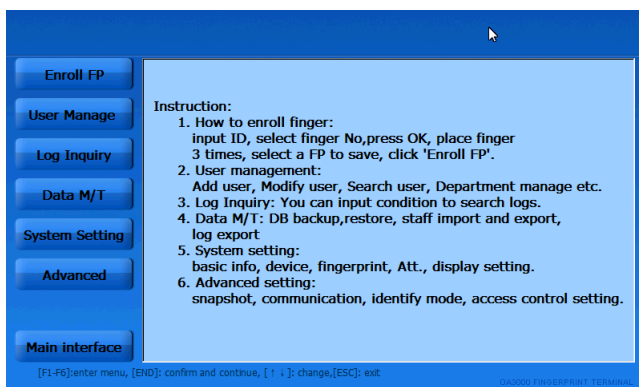 Enroll FP
User Manage
Log Inquiry
Data M/T
System Setting
Advanced
Main interface
Instruction:
1. How to enroll finger:
input ID, select finger No,press OK, place finger
3 times, select a FP to save, click 'Enroll FP'.
2. User management:
Add user, Modify user, Search user, Department manage etc.
3. Log Inquiry: You can input condition to search logs.
4. Data M/T: DB backup,restore, staff import and export,
log export
5. System setting:
basic info, device, fingerprint, Att., display setting.
6. Advanced setting:
snapshot, communication, identify mode, access control setting.
[F1-F6]:enter menu, [END]: confirm and continue, [ ↑ ↓ ]: change,[ESC]: exit
OA3000 FINGERPRINT TERMINAL